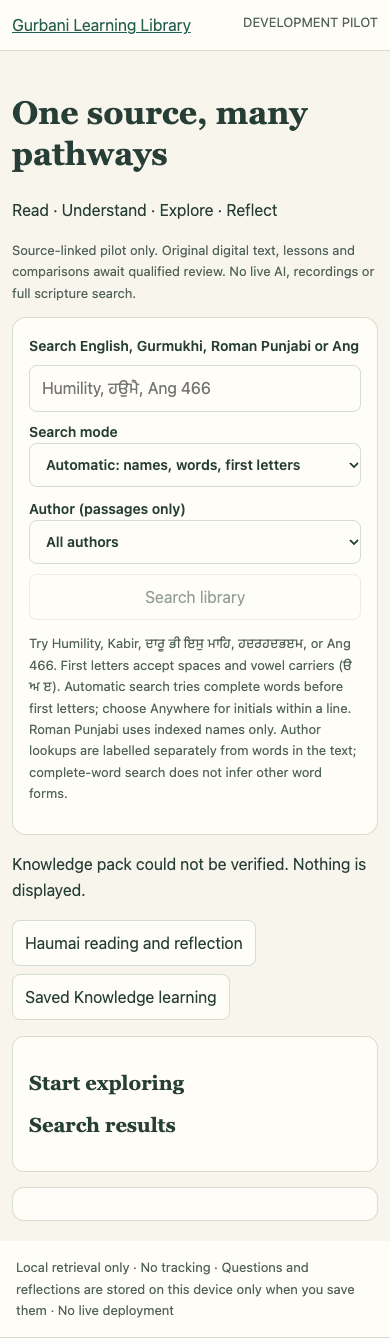 Gurbani Learning Library
DEVELOPMENT PILOT
One source, many
pathways
Read · Understand · Explore · Reflect
Source-linked pilot only. Original digital text, lessons and
comparisons await qualified review. No live AI, recordings or
full scripture search.
Search English, Gurmukhi, Roman Punjabi or Ang
Humility, ਹਉਮੈ, Ang 466
Search mode
Automatic: names, words, first letters
Author (passages only)
All authors
Search library
Try Humility, Kabir, ਦਾਰੂ ਭੀ ਇਸੁ ਮਾਹਿ, ਹਦਰਹਦਭੲਮ, or Ang
466. First letters accept spaces and vowel carriers (ੳ
ਅ ੲ). Automatic search tries complete words before
first letters; choose Anywhere for initials within a line.
Roman Punjabi uses indexed names only. Author
lookups are labelled separately from words in the text;
complete-word search does not infer other word
forms.
Knowledge pack could not be verified. Nothing is
displayed.
Haumai reading and reflection
Saved Knowledge learning
Start exploring
Search results
Local retrieval only · No tracking · Questions and
reflections are stored on this device only when you save
them · No live deployment